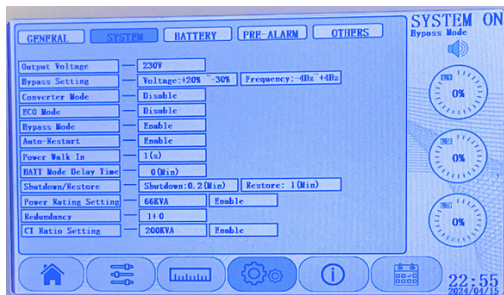 SYSTEM ON
Bypass Mode
GENERAL SYSTEM BATTERY PRE-ALARM OTHERS
Output Voltage 230V
Bypass Setting Voltage:+20% ~-30% Frequency:-4Hz~+4Hz
Converter Mode Disable
ECO Mode Disable
Bypass Mode Enable
Auto-Restart Enable
Power Walk In 1(s)
BATT Mode Delay Time 0(Min)
Shutdown/Restore Shutdown:0.2(Min) Restore: 1(Min)
Power Rating Setting 66KVA Enable
Redundancy 1+0
CT Ratio Setting 200KVA Enable
0%
0%
0%
22:55
2024/04/15